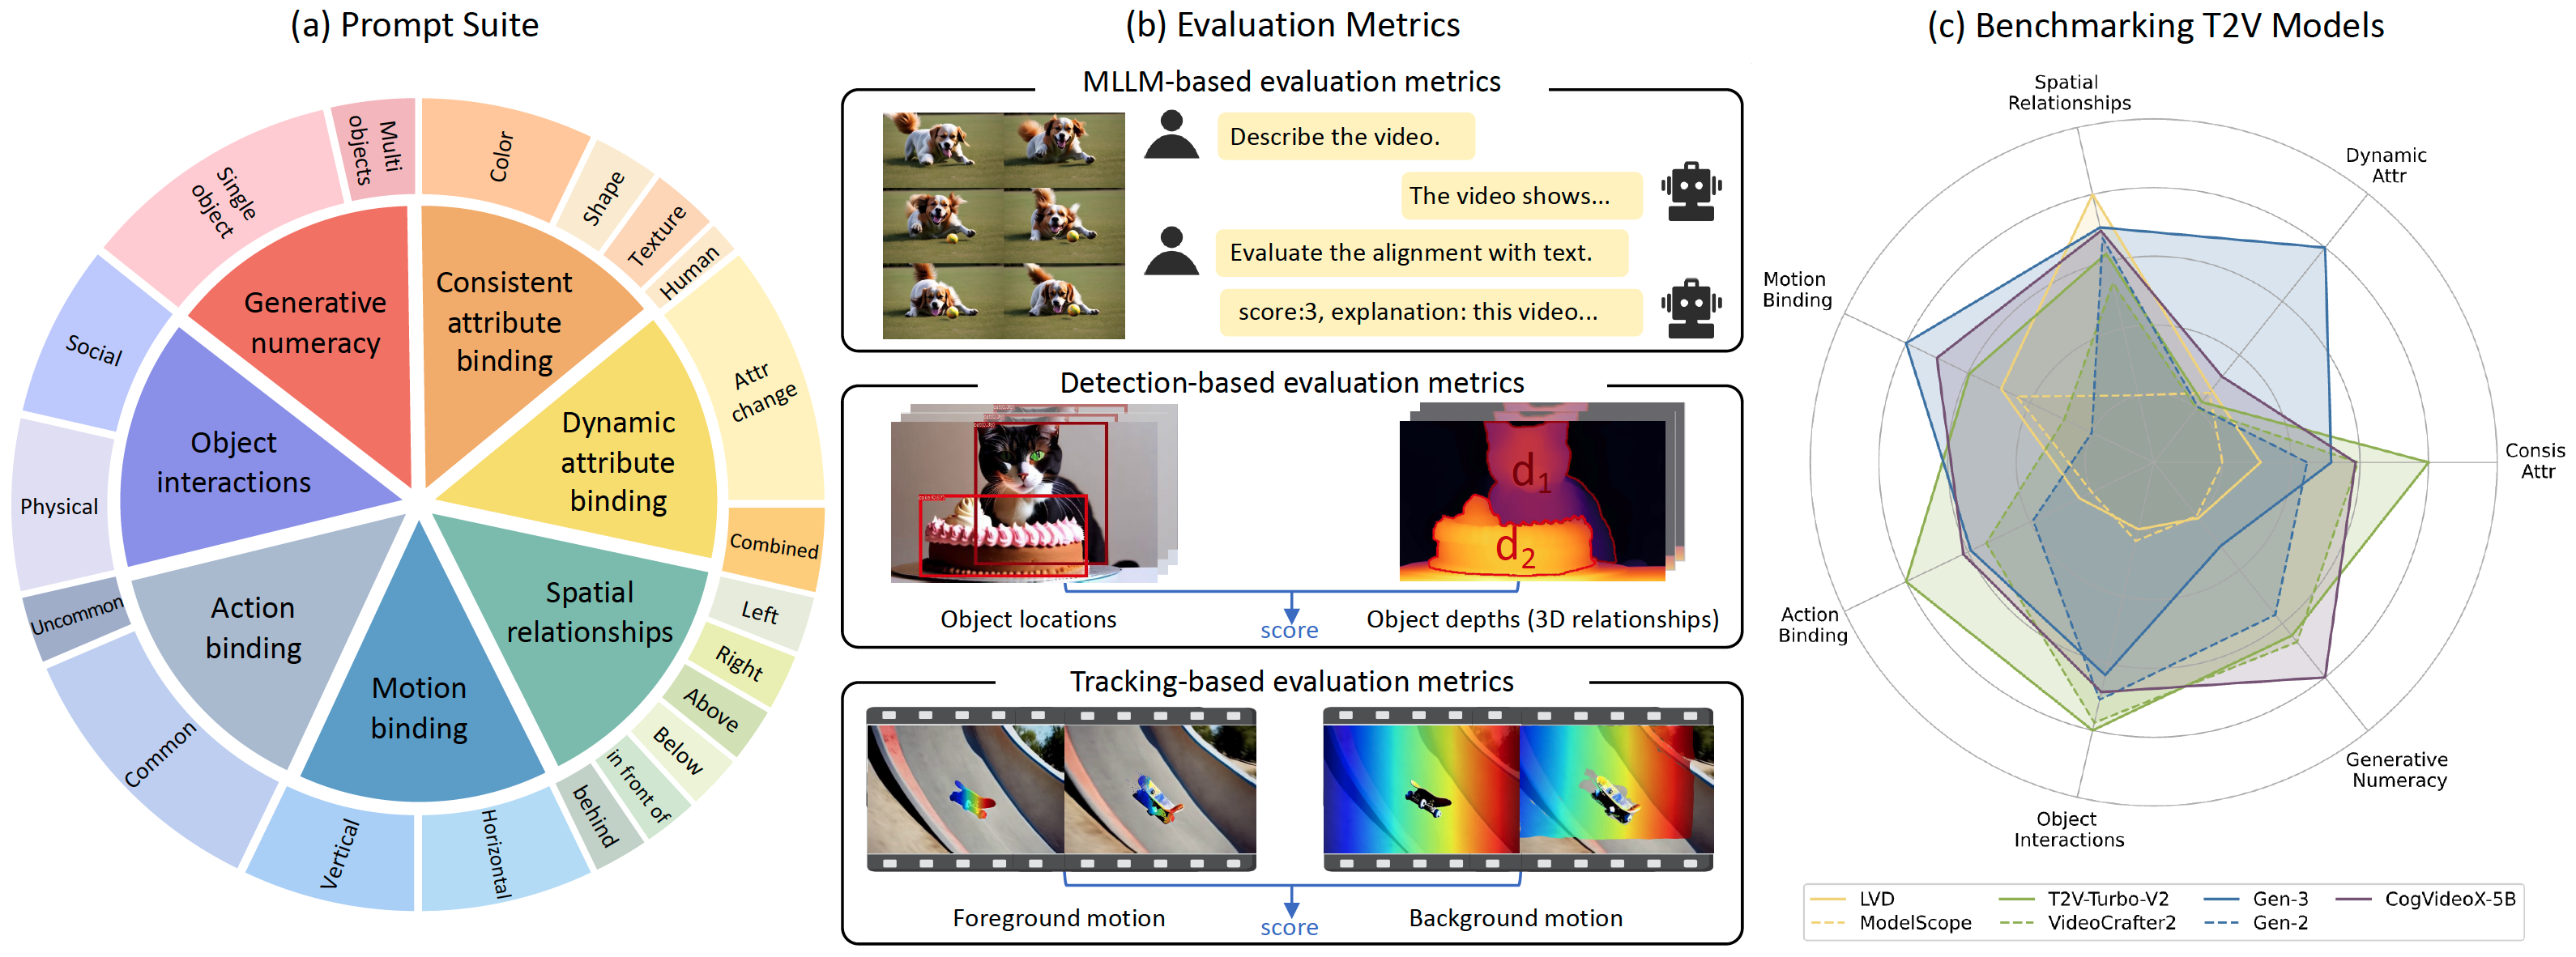 (a) Prompt Suite
Multi
objects
Color
Shape
Texture
Human
Attr
change
Combined
Left
Right
Above
Below
in front of
behind
Horizontal
Vertical
Common
Uncommon
Physical
Social
Single
object
Generative
numeracy
Consistent
attribute
binding
Dynamic
attribute
binding
Spatial
relationships
Motion
binding
Action
binding
Object
interactions
(b) Evaluation Metrics
MLLM-based evaluation metrics
Describe the video.
The video shows...
Evaluate the alignment with text.
score:3, explanation: this video...
Detection-based evaluation metrics
d1
d2
Object locations
score
Object depths (3D relationships)
Tracking-based evaluation metrics
Foreground motion
score
Background motion
(c) Benchmarking T2V Models
Spatial
Relationships
Dynamic
Attr
Motion
Binding
Consis
Attr
Action
Binding
Generative
Numeracy
Object
Interactions
LVD
ModelScope
T2V-Turbo-V2
VideoCrafter2
Gen-3
Gen-2
CogVideoX-5B